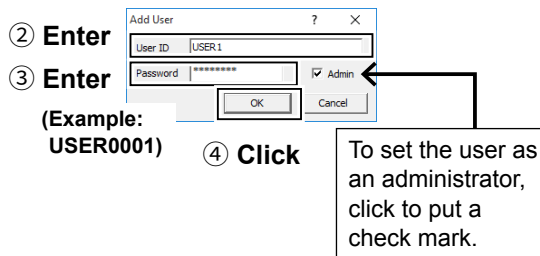 Add User ? ×
② Enter
User ID USER1
③ Enter
Password ********
Admin
OK
Cancel
(Example:
USER0001)
④ Click
To set the user as
an administrator,
click to put a
check mark.